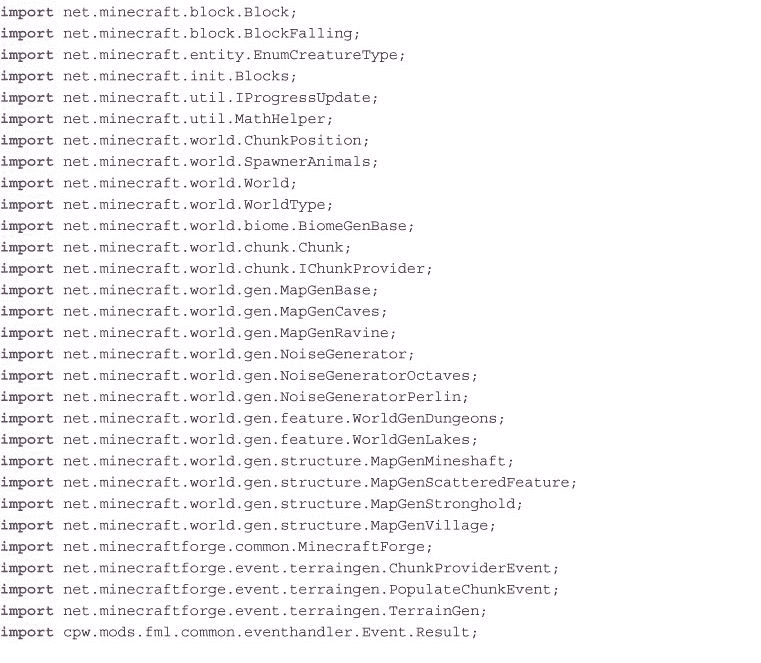 import net.minecraft.block.Block;
import net.minecraft.block.BlockFalling;
import net.minecraft.entity.EnumCreatureType;
import net.minecraft.init.Blocks;
import net.minecraft.util.IProgressUpdate;
import net.minecraft.util.MathHelper;
import net.minecraft.world.ChunkPosition;
import net.minecraft.world.SpawnerAnimals;
import net.minecraft.world.World;
import net.minecraft.world.WorldType;
import net.minecraft.world.biome.BiomeGenBase;
import net.minecraft.world.chunk.Chunk;
import net.minecraft.world.chunk.IChunkProvider;
import net.minecraft.world.gen.MapGenBase;
import net.minecraft.world.gen.MapGenCaves;
import net.minecraft.world.gen.MapGenRavine;
import net.minecraft.world.gen.NoiseGenerator;
import net.minecraft.world.gen.NoiseGeneratorOctaves;
import net.minecraft.world.gen.NoiseGeneratorPerlin;
import net.minecraft.world.gen.feature.WorldGenDungeons;
import net.minecraft.world.gen.feature.WorldGenLakes;
import net.minecraft.world.gen.structure.MapGenMineshaft;
import net.minecraft.world.gen.structure.MapGenScatteredFeature;
import net.minecraft.world.gen.structure.MapGenStronghold;
import net.minecraft.world.gen.structure.MapGenVillage;
import net.minecraftforge.common.MinecraftForge;
import net.minecraftforge.event.terraingen.ChunkProviderEvent;
import net.minecraftforge.event.terraingen.PopulateChunkEvent;
import net.minecraftforge.event.terraingen.TerrainGen;
import cpw.mods.fml.common.eventhandler.Event.Result;